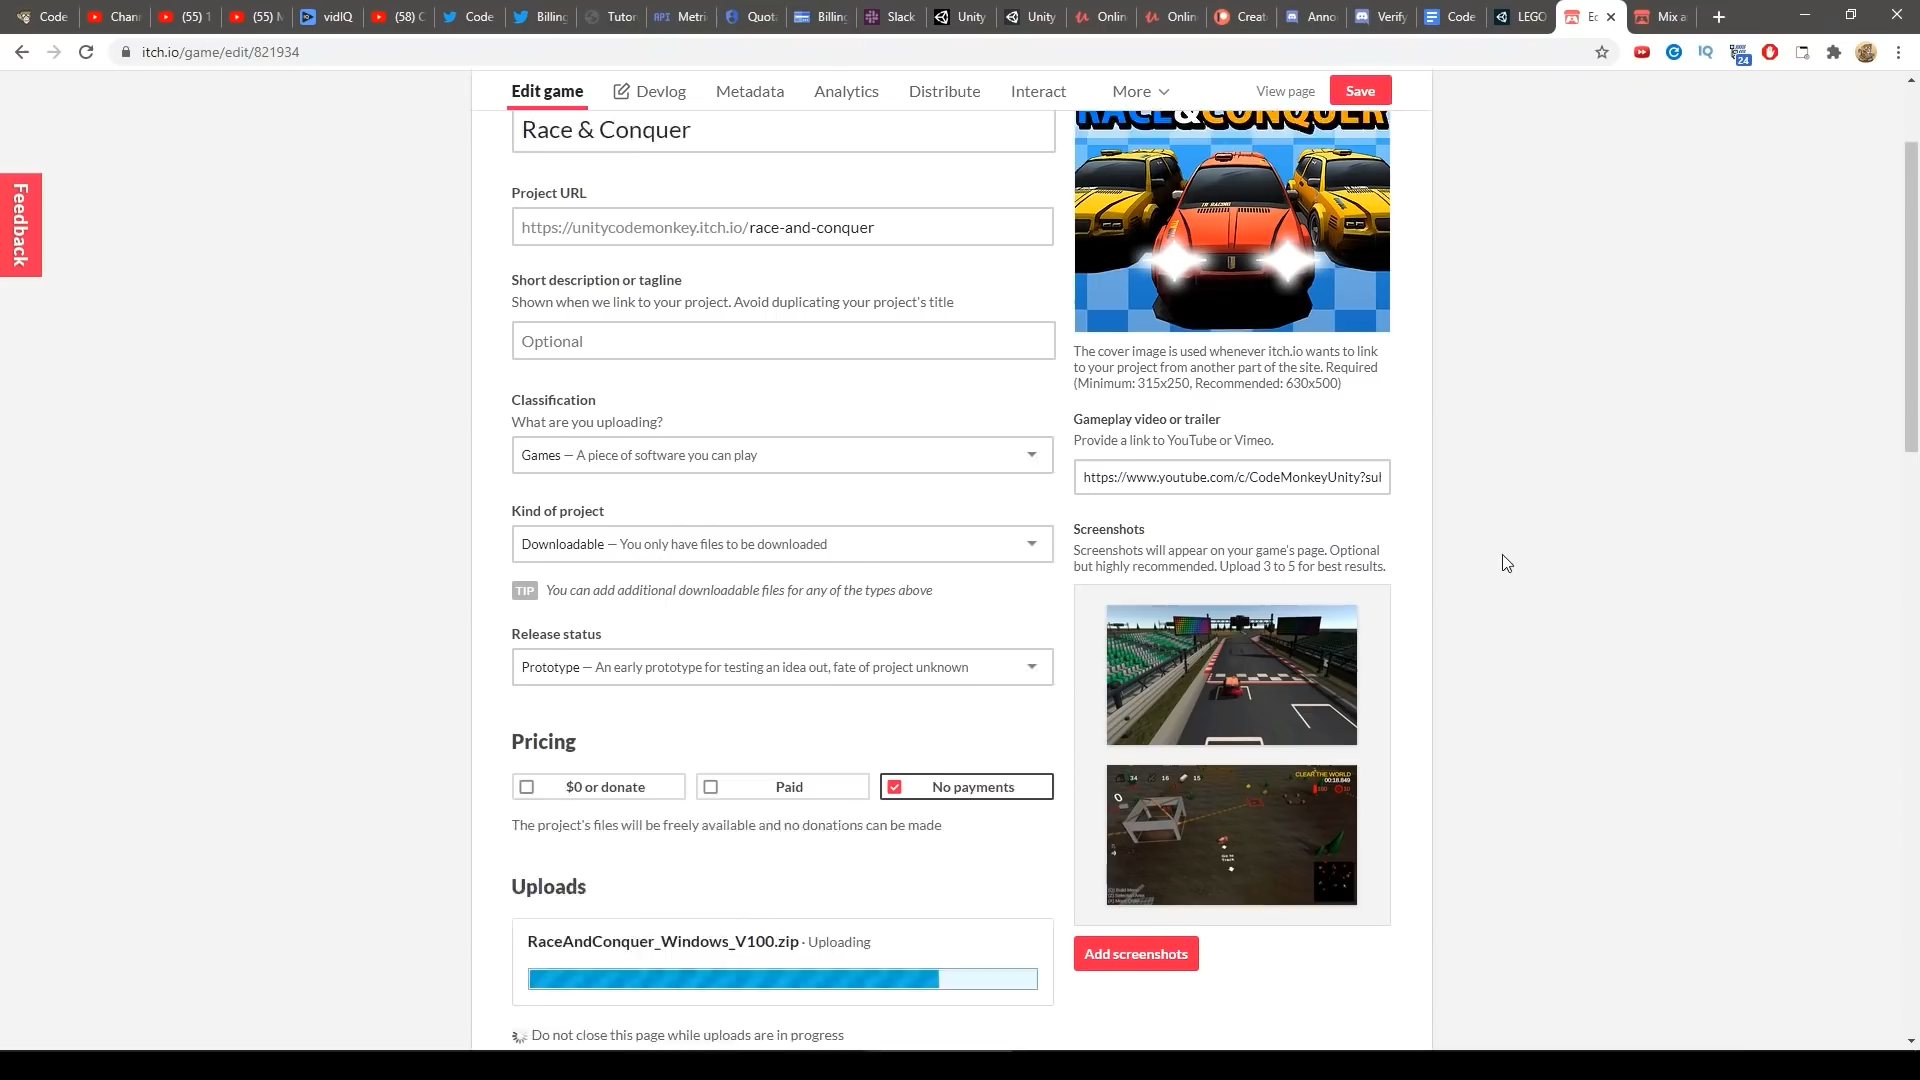 Code
Chann
(55) 1
(55) M
vidIQ
(58) C
Code
Billing
Tutor
API Metri
Quot
Billing
Slack
Unity
Unity
Onlin
Onlin
Creat
Anno
Verify
Code
LEGO
Ed
Mix a
itch.io/game/edit/821934
IQ
24
Edit game
Devlog
Metadata
Analytics
Distribute
Interact
More
View page
Save
Feedback
Race & Conquer
RACE&CONQUER
Project URL
https://unitycodemonkey.itch.io/race-and-conquer
Short description or tagline
Shown when we link to your project. Avoid duplicating your project's title
Optional
Classification
What are you uploading?
Games — A piece of software you can play
Kind of project
Downloadable — You only have files to be downloaded
TIP You can add additional downloadable files for any of the types above
Release status
Prototype — An early prototype for testing an idea out, fate of project unknown
Pricing
$0 or donate
Paid
No payments
The project's files will be freely available and no donations can be made
Uploads
RaceAndConquer_Windows_V100.zip · Uploading
Do not close this page while uploads are in progress
The cover image is used whenever itch.io wants to link
to your project from another part of the site. Required
(Minimum: 315x250, Recommended: 630x500)
Gameplay video or trailer
Provide a link to YouTube or Vimeo.
https://www.youtube.com/c/CodeMonkeyUnity?sul
Screenshots
Screenshots will appear on your game's page. Optional
but highly recommended. Upload 3 to 5 for best results.
34
16
15
CLEAR THE WORLD
Add screenshots